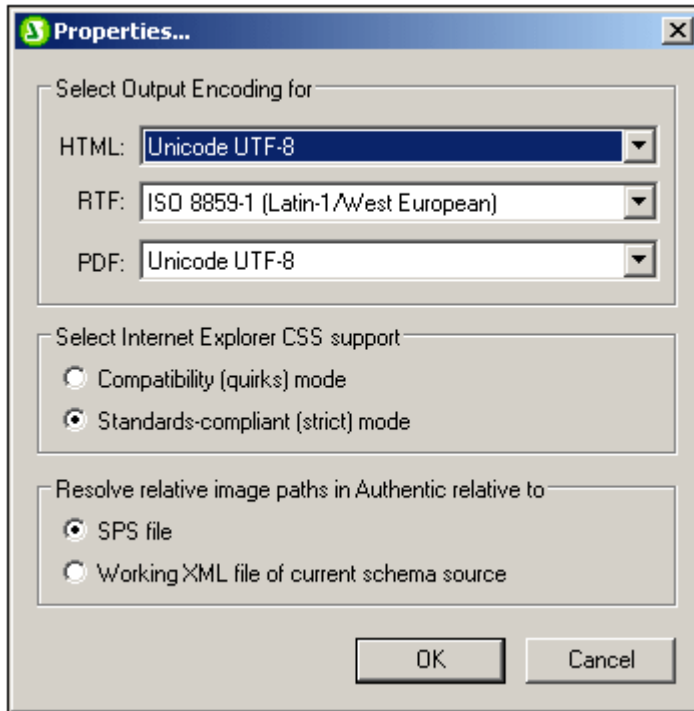 Properties...
Select Output Encoding for
HTML: Unicode UTF-8
RTF: ISO 8859-1 (Latin-1/West European)
PDF: Unicode UTF-8
Select Internet Explorer CSS support
Compatibility (quirks) mode
Standards-compliant (strict) mode
Resolve relative image paths in Authentic relative to
SPS file
Working XML file of current schema source
OK Cancel